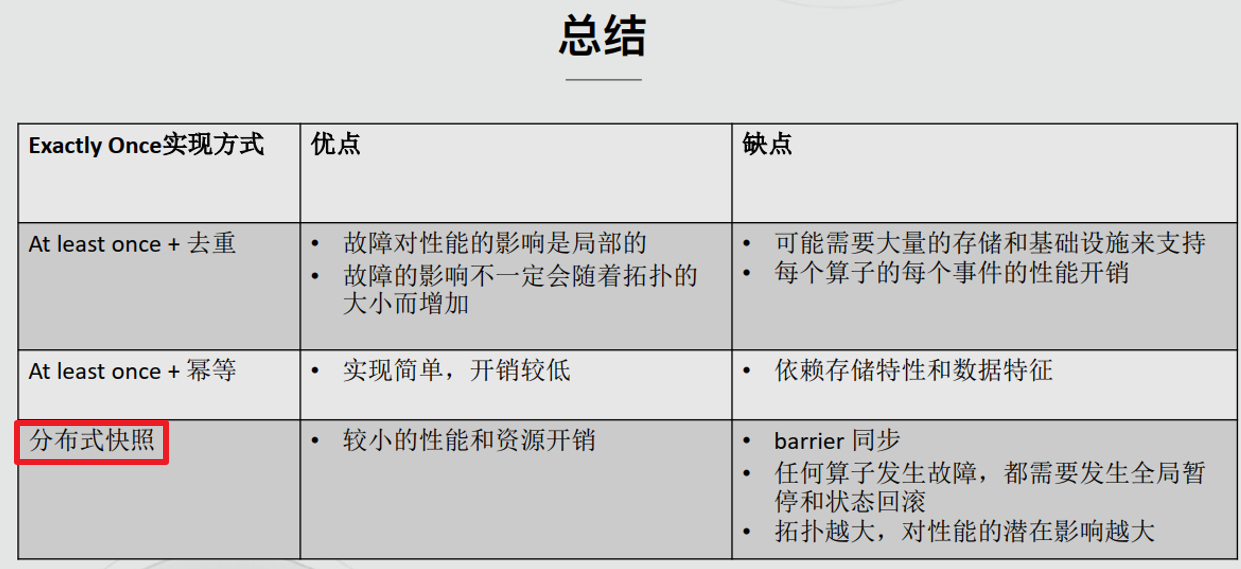 总结
Exactly Once实现方式
优点
缺点
At least once + 去重
• 故障对性能的影响是局部的
• 故障的影响不一定会随着拓扑的
大小而增加
• 可能需要大量的存储和基础设施来支持
• 每个算子的每个事件的性能开销
At least once + 幂等
• 实现简单，开销较低
• 依赖存储特性和数据特征
分布式快照
• 较小的性能和资源开销
• barrier 同步
• 任何算子发生故障，都需要发生全局暂
停和状态回滚
• 拓扑越大，对性能的潜在影响越大